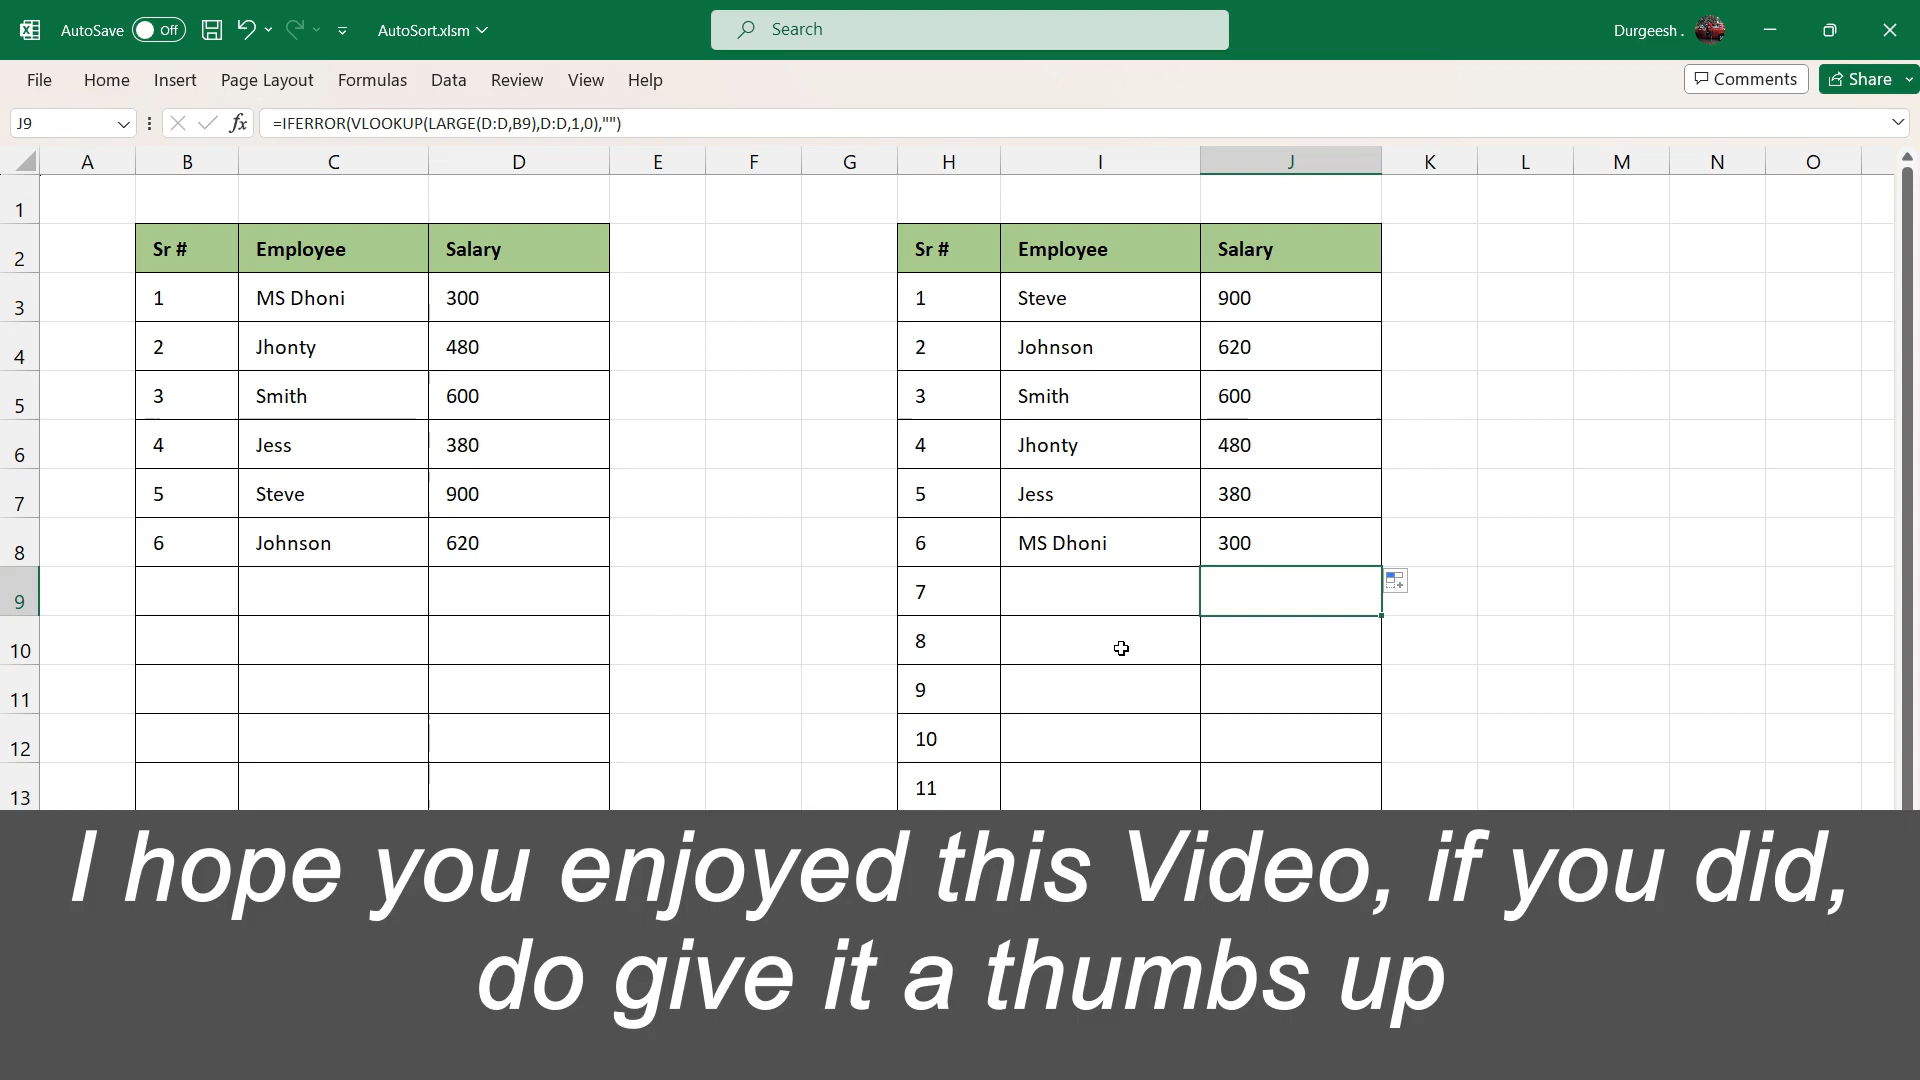 AutoSave Off AutoSort.xlsm Search Durgeesh .
File Home Insert Page Layout Formulas Data Review View Help Comments Share
J9 fx =IFERROR(VLOOKUP(LARGE(D:D,B9),D:D,1,0),"")
A B C D E F G H I J K L M N O
1
2 Sr # Employee Salary Sr # Employee Salary
3 1 MS Dhoni 300 1 Steve 900
4 2 Jhonty 480 2 Johnson 620
5 3 Smith 600 3 Smith 600
6 4 Jess 380 4 Jhonty 480
7 5 Steve 900 5 Jess 380
8 6 Johnson 620 6 MS Dhoni 300
9 7
10 8
11 9
12 10
13 11
I hope you enjoyed this Video, if you did,
do give it a thumbs up